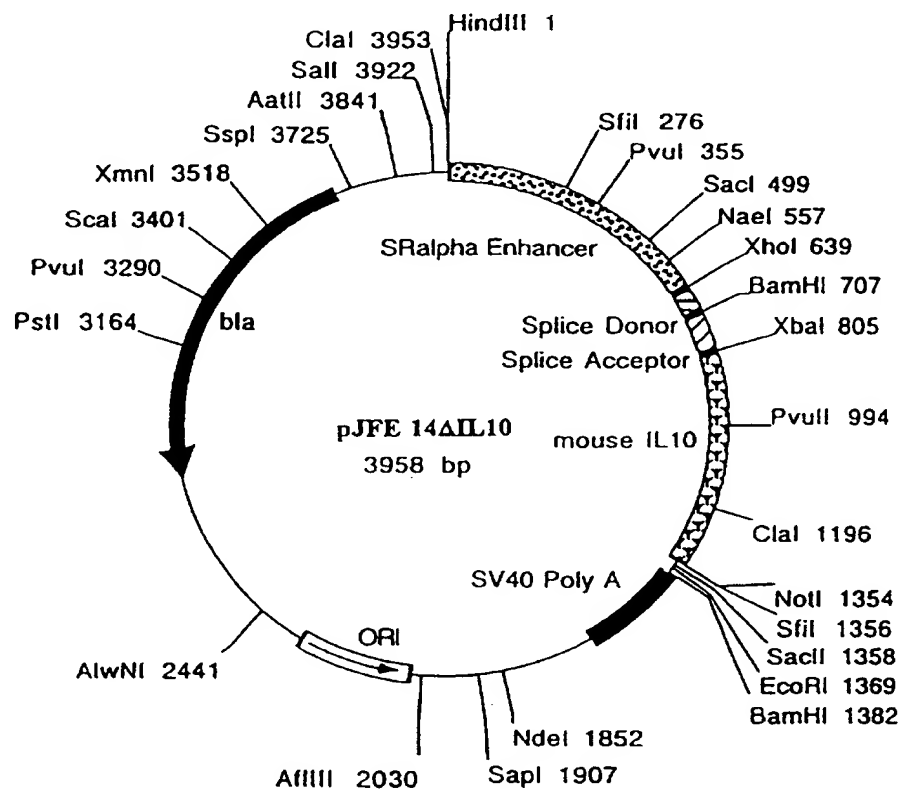 HindIII 1
ClaI 3953
SalI 3922
AatII 3841
SspI 3725
XmnI 3518
ScaI 3401
PvuI 3290
PstI 3164
bla
SfiI 276
PvuI 355
SacI 499
NaeI 557
XhoI 639
BamHI 707
XbaI 805
PvuII 994
ClaI 1196
SRalpha Enhancer
Splice Donor
Splice Acceptor
mouse IL10
pJFE 14ΔIL10
3958 bp
SV40 Poly A
NotI 1354
SfiI 1356
SacII 1358
EcoRI 1369
BamHI 1382
ORI
AlwNI 2441
NdeI 1852
SapI 1907
AflIII 2030